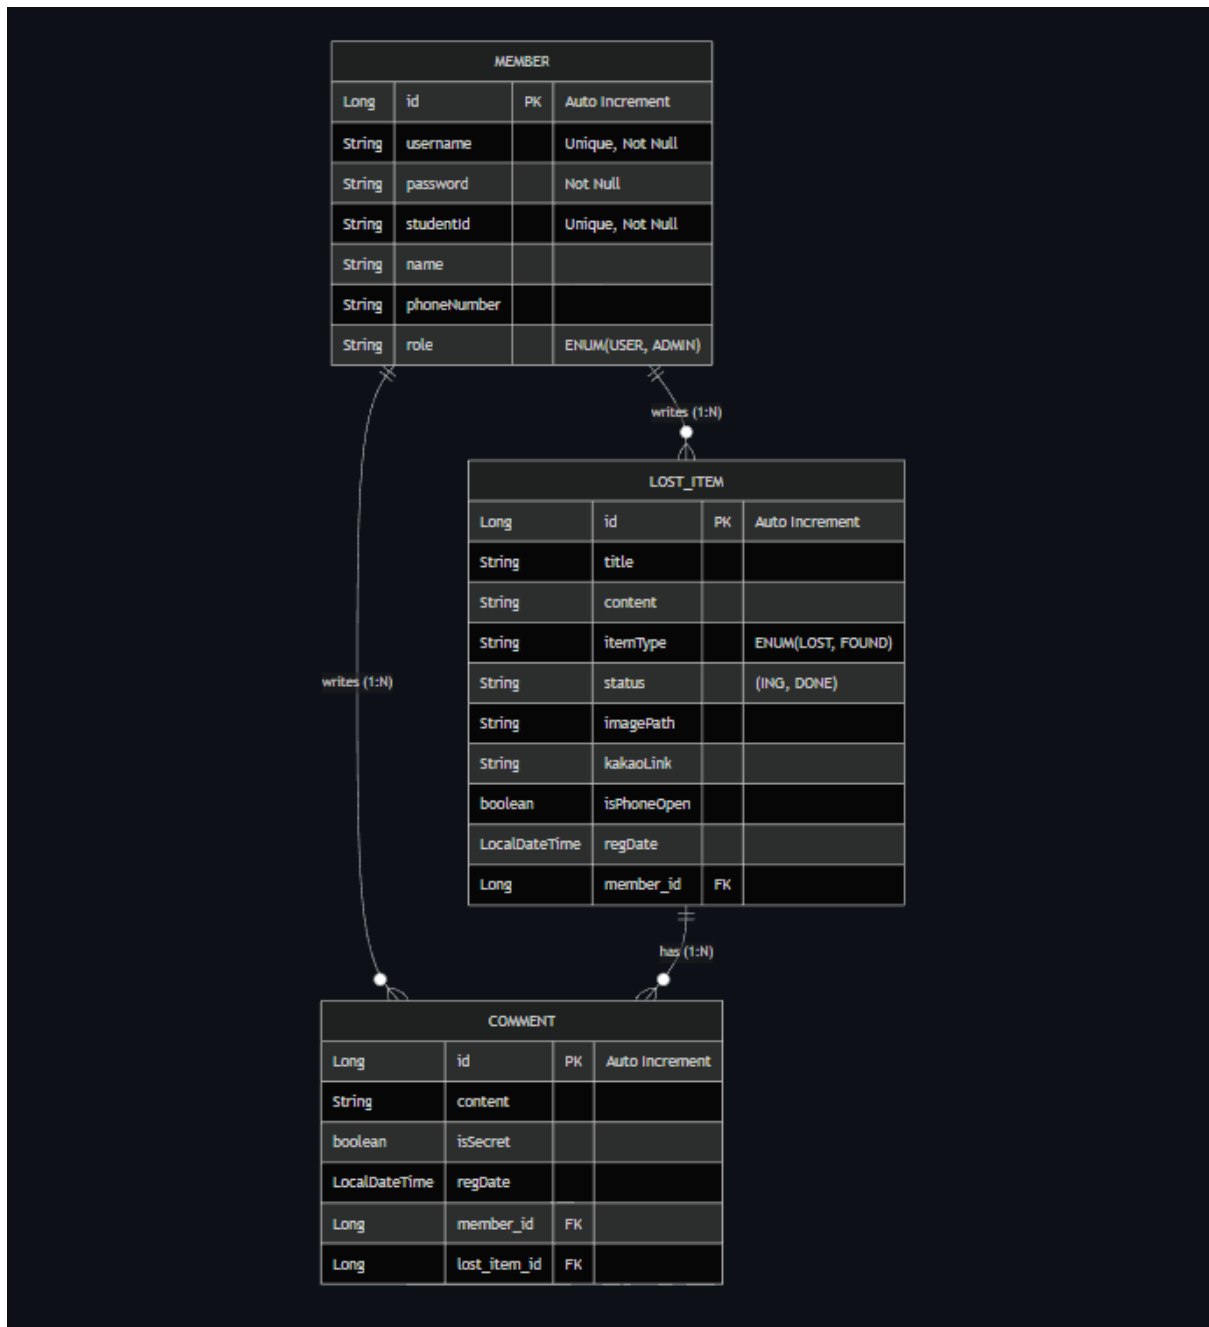 MEMBER
Long id PK Auto Increment
String username Unique, Not Null
String password Not Null
String studentId Unique, Not Null
String name
String phoneNumber
String role ENUM(USER, ADMIN)
writes (1:N)
LOST_ITEM
Long id PK Auto Increment
String title
String content
String itemType ENUM(LOST, FOUND)
String status (ING, DONE)
writes (1:N)
String imagePath
String kakaoLink
boolean isPhoneOpen
LocalDateTime regDate
Long member_id FK
has (1:N)
COMMENT
Long id PK Auto Increment
String content
boolean isSecret
LocalDateTime regDate
Long member_id FK
Long lost_item_id FK